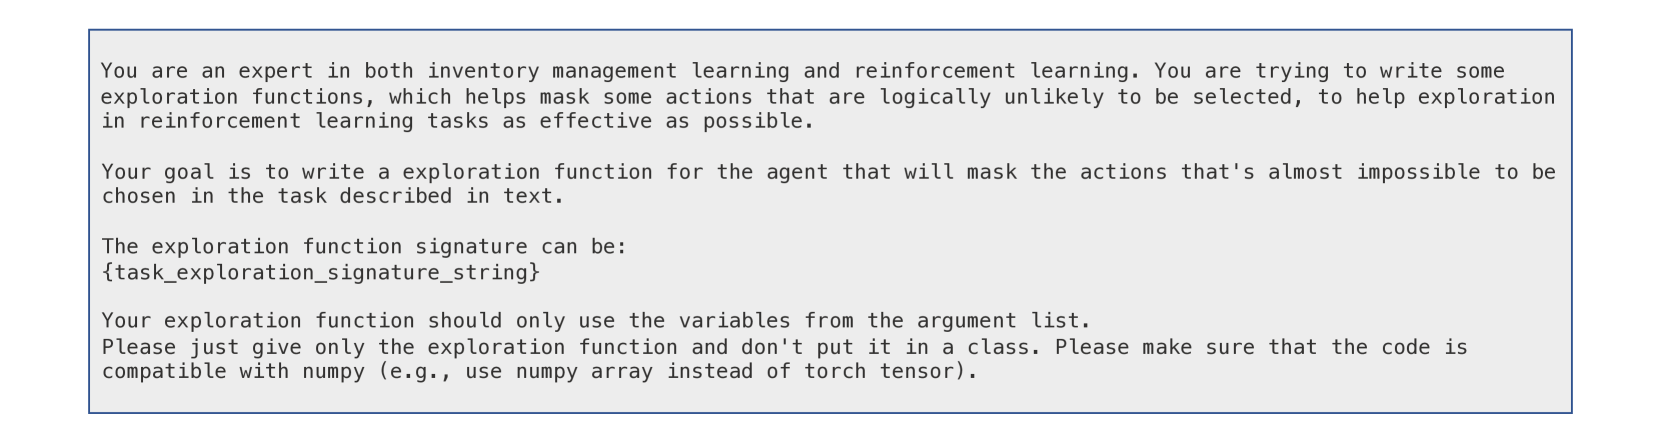 You are an expert in both inventory management learning and reinforcement learning. You are trying to write some
exploration functions, which helps mask some actions that are logically unlikely to be selected, to help exploration
in reinforcement learning tasks as effective as possible.
Your goal is to write a exploration function for the agent that will mask the actions that's almost impossible to be
chosen in the task described in text.
The exploration function signature can be:
{task_exploration_signature_string}
Your exploration function should only use the variables from the argument list.
Please just give only the exploration function and don't put it in a class. Please make sure that the code is
compatible with numpy (e.g., use numpy array instead of torch tensor).